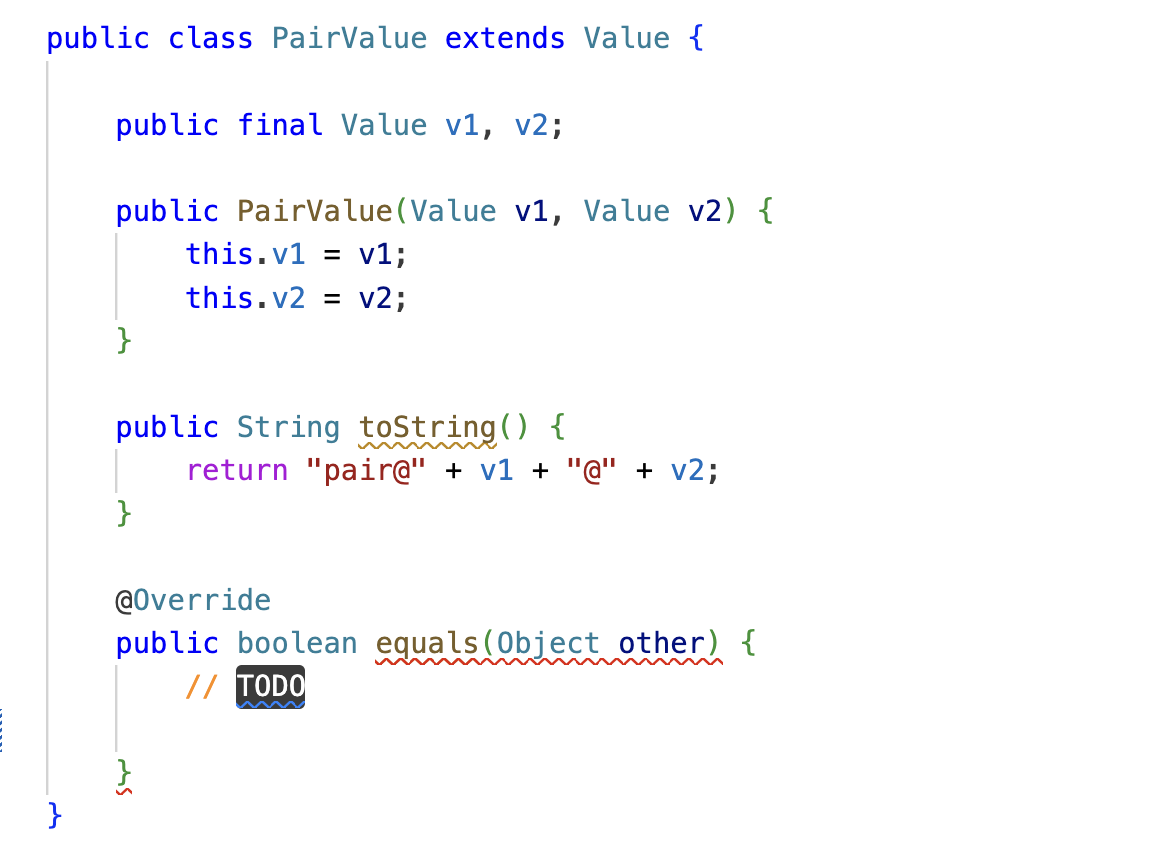 public class PairValue extends Value {
public final Value v1, v2;
public PairValue(Value v1, Value v2) {
this.v1 = v1;
this.v2 = v2;
}
public String toString() {
return "pair@" + v1 + "@" + v2;
}
@Override
public boolean equals(Object other) {
// TODO
}
}